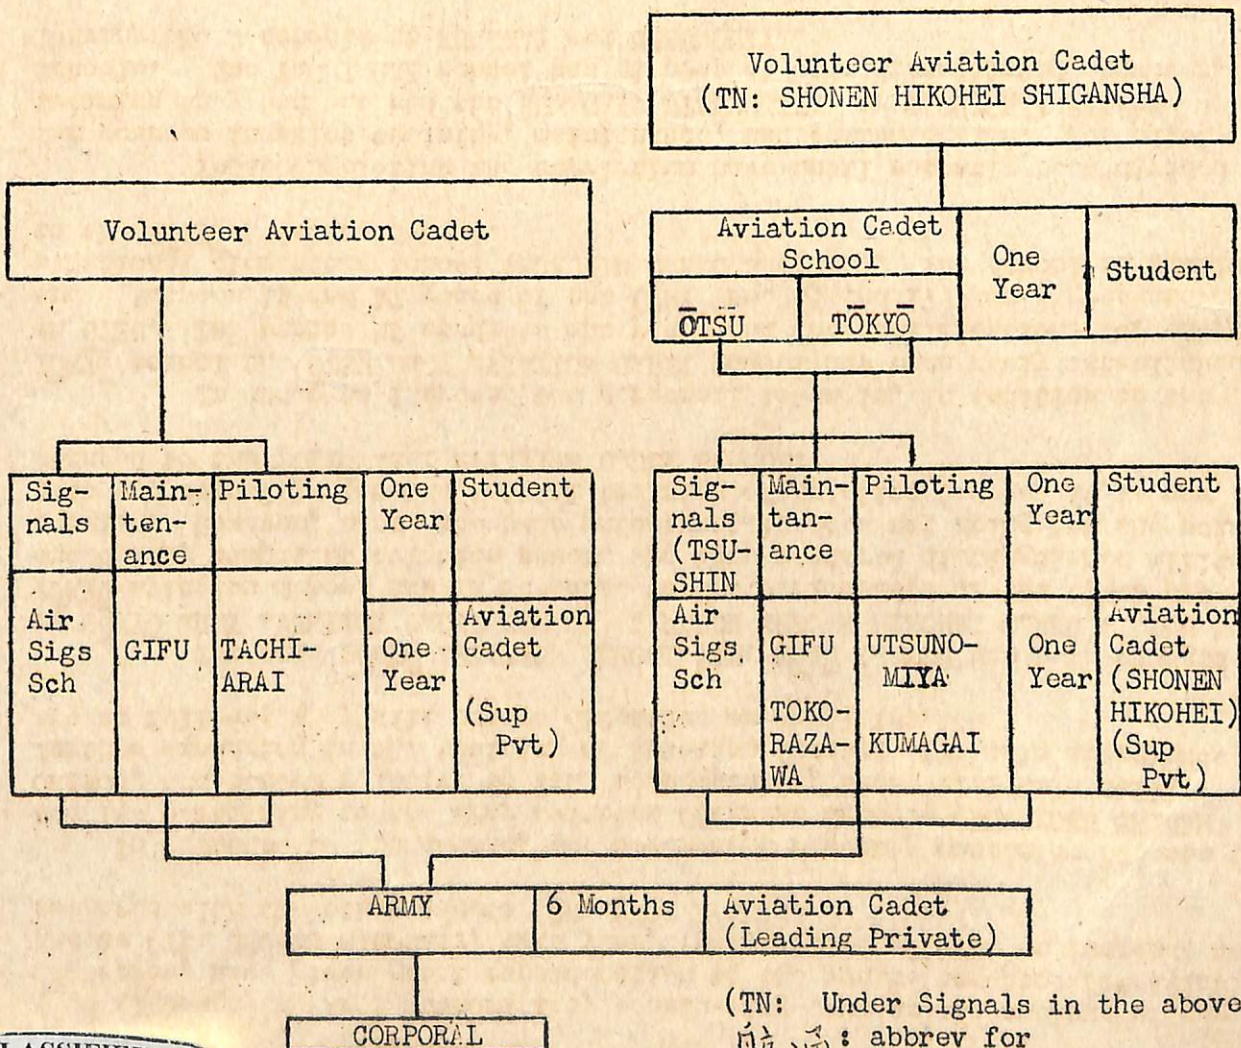 Volunteer Aviation Cadet
(TN: SHONEN HIKOHEI SHIGANSHA)
Volunteer Aviation Cadet
Aviation Cadet
School
ŌTSU
TŌKYŌ
One
Year
Student
Sig-
nals
Main-
ten-
ance
Piloting
One
Year
Student
Air
Sigs
Sch
GIFU
TACHI-
ARAI
One
Year
Aviation
Cadet
(Sup
Pvt)
Sig-
nals
(TSU-
SHIN
Main-
tan-
ance
Piloting
One
Year
Student
Air
Sigs
Sch
GIFU
TOKO-
RAZA-
WA
UTSUNO-
MIYA
KUMAGAI
One
Year
Aviation
Cadet
(SHONEN
HIKOHEI)
(Sup
Pvt)
ARMY
6 Months
Aviation Cadet
(Leading Private)
CORPORAL
(TN: Under Signals in the above
: abbrev for